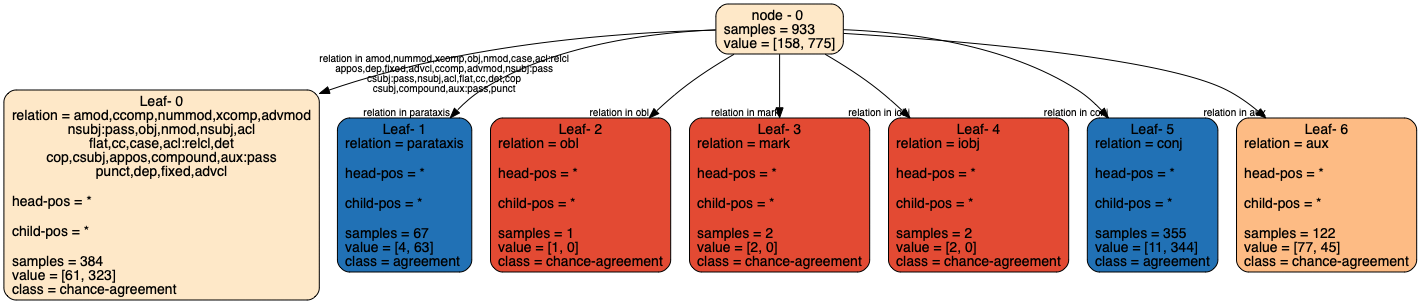 node - 0
samples = 933
value = [158, 775]
relation in amod,nummod,xcomp,obj,nmod,case,acl:relcl
appos,dep,fixed,advcl,ccomp,advmod,nsubj:pass
csubj:pass,nsubj,acl,flat,cc,det,cop
csubj,compound,aux:pass,punct
relation in parataxis
relation in obl
relation in mark
relation in iobj
relation in conj
relation in aux
Leaf- 0
relation = amod,ccomp,nummod,xcomp,advmod
nsubj:pass,obj,nmod,nsubj,acl
flat,cc,case,acl:relcl,det
cop,csubj,appos,compound,aux:pass
punct,dep,fixed,advcl
head-pos = *
child-pos = *
samples = 384
value = [61, 323]
class = chance-agreement
Leaf- 1
relation = parataxis
head-pos = *
child-pos = *
samples = 67
value = [4, 63]
class = agreement
Leaf- 2
relation = obl
head-pos = *
child-pos = *
samples = 1
value = [1, 0]
class = chance-agreement
Leaf- 3
relation = mark
head-pos = *
child-pos = *
samples = 2
value = [2, 0]
class = chance-agreement
Leaf- 4
relation = iobj
head-pos = *
child-pos = *
samples = 2
value = [2, 0]
class = chance-agreement
Leaf- 5
relation = conj
head-pos = *
child-pos = *
samples = 355
value = [11, 344]
class = agreement
Leaf- 6
relation = aux
head-pos = *
child-pos = *
samples = 122
value = [77, 45]
class = chance-agreement